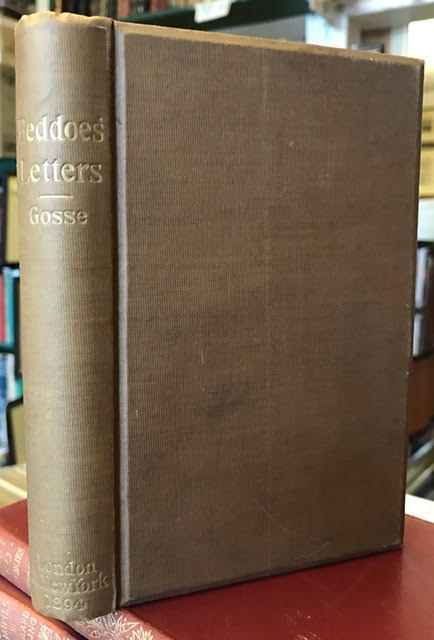 Beddoes'
Letters
Gosse
London
& New York
1894